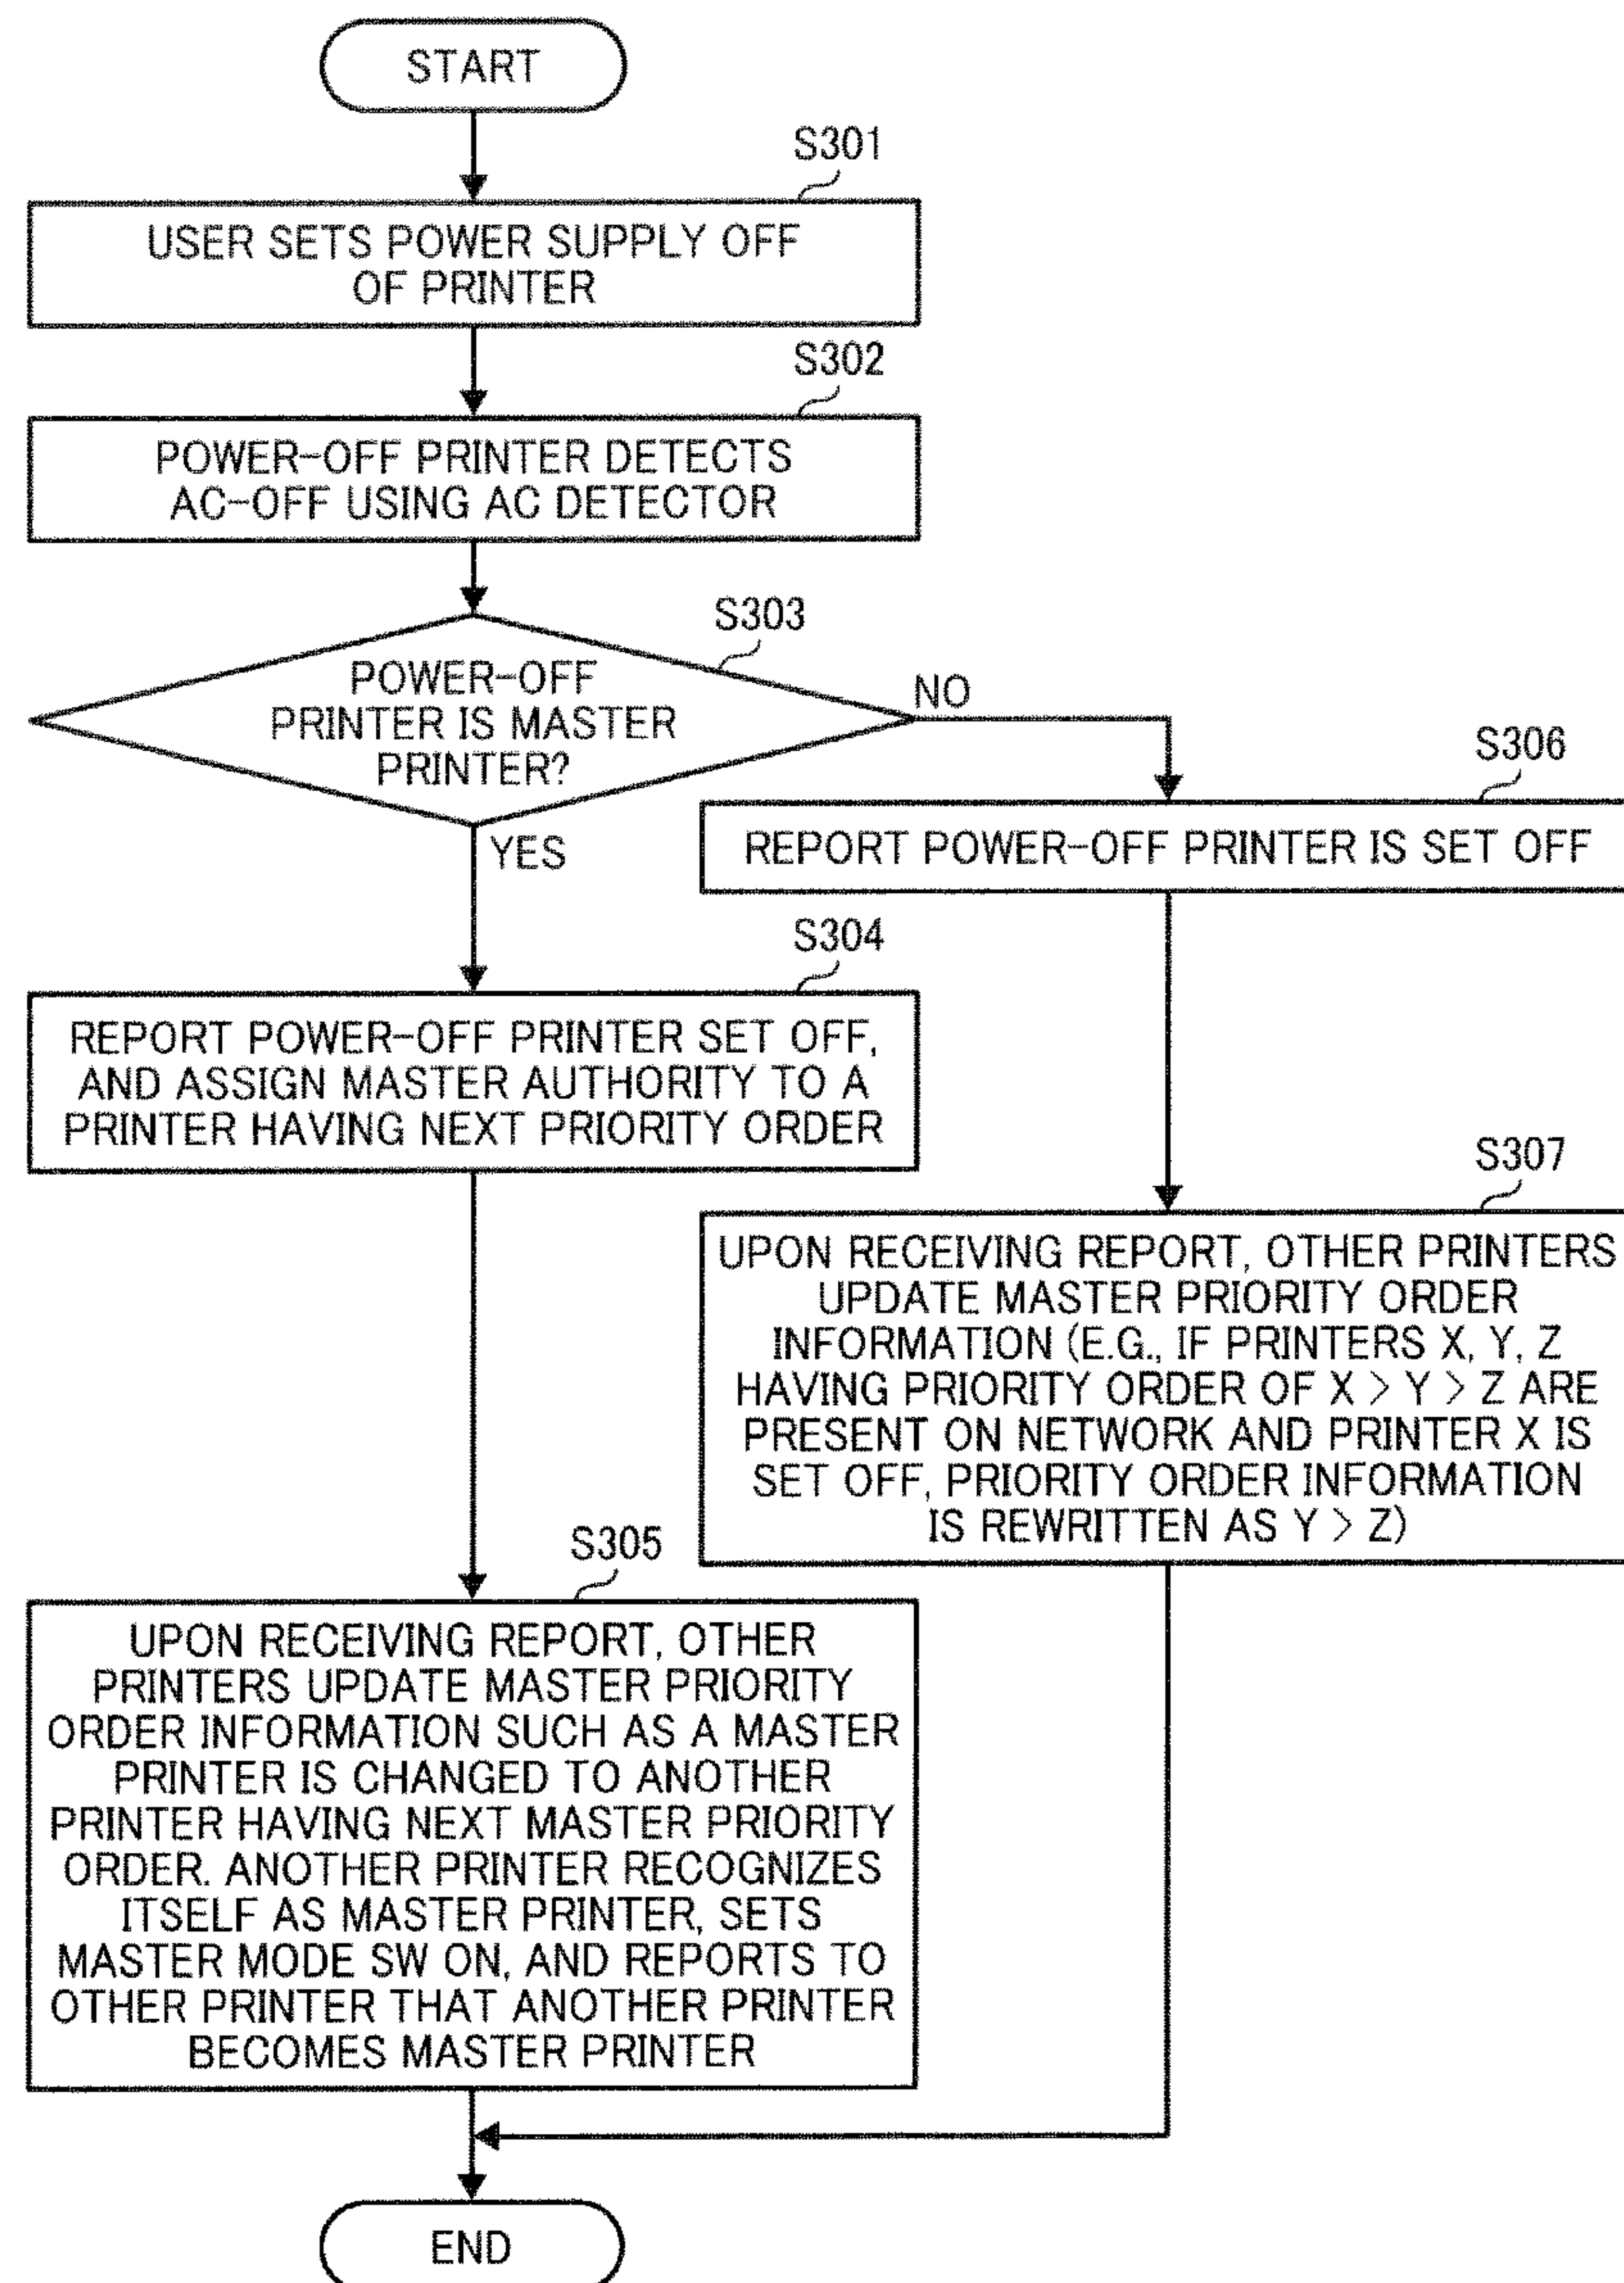 START
S301
USER SETS POWER SUPPLY OFF
OF PRINTER
S302
POWER-OFF PRINTER DETECTS
AC-OFF USING AC DETECTOR
S303
POWER-OFF
PRINTER IS MASTER
PRINTER?
NO
YES
S306
REPORT POWER-OFF PRINTER IS SET OFF
S304
REPORT POWER-OFF PRINTER SET OFF,
AND ASSIGN MASTER AUTHORITY TO A
PRINTER HAVING NEXT PRIORITY ORDER
S307
UPON RECEIVING REPORT, OTHER PRINTERS
UPDATE MASTER PRIORITY ORDER
INFORMATION (E.G., IF PRINTERS X, Y, Z
HAVING PRIORITY ORDER OF X > Y > Z ARE
PRESENT ON NETWORK AND PRINTER X IS
SET OFF, PRIORITY ORDER INFORMATION
IS REWRITTEN AS Y > Z)
S305
UPON RECEIVING REPORT, OTHER
PRINTERS UPDATE MASTER PRIORITY
ORDER INFORMATION SUCH AS A MASTER
PRINTER IS CHANGED TO ANOTHER
PRINTER HAVING NEXT MASTER PRIORITY
ORDER. ANOTHER PRINTER RECOGNIZES
ITSELF AS MASTER PRINTER, SETS
MASTER MODE SW ON, AND REPORTS TO
OTHER PRINTER THAT ANOTHER PRINTER
BECOMES MASTER PRINTER
END